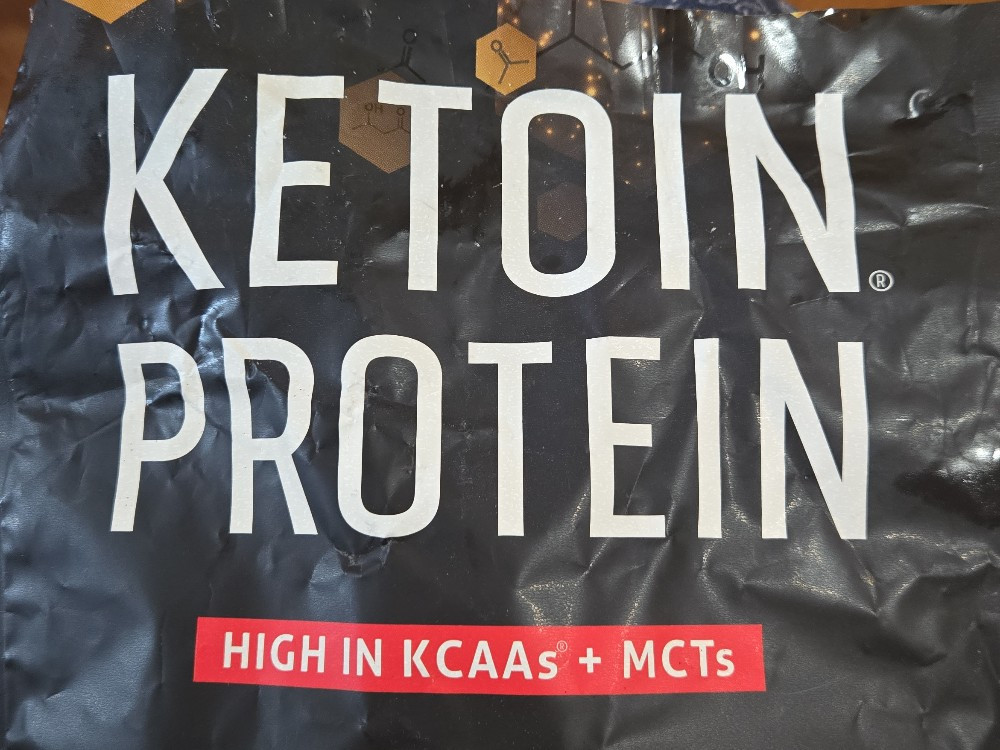 KETOIN®
PROTEIN
HIGH IN KCAAs® + MCTs